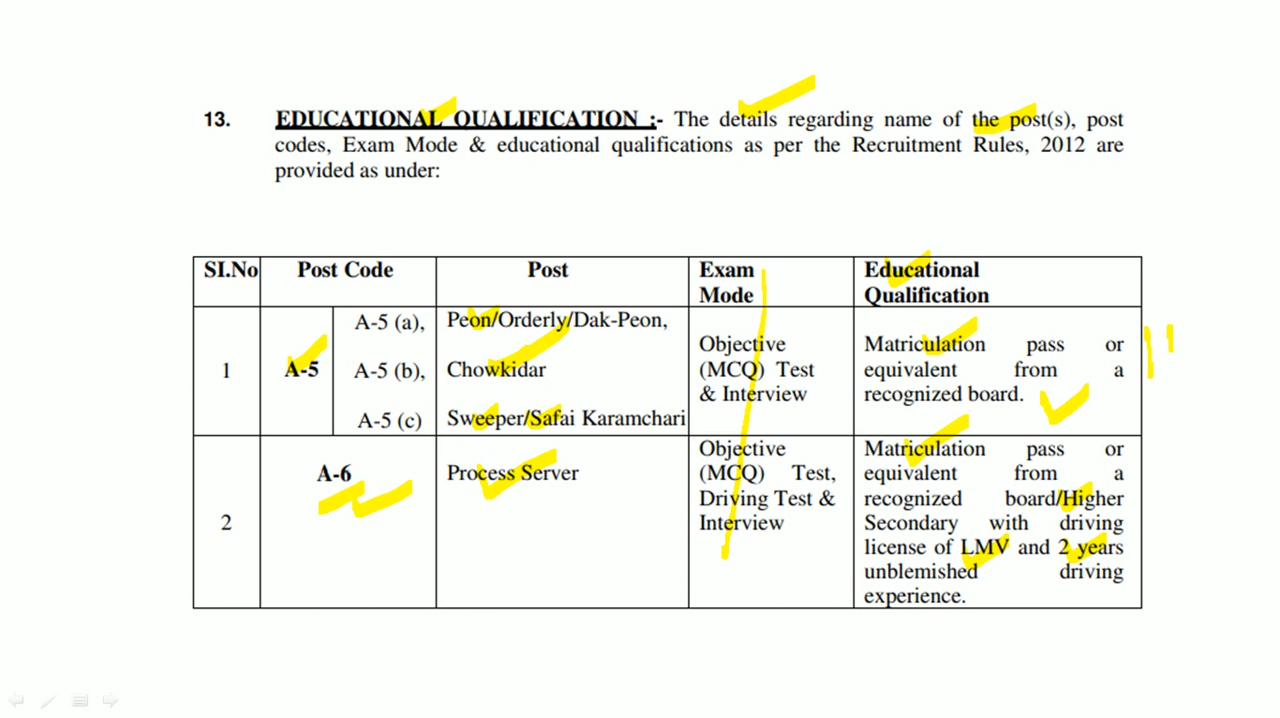 13. EDUCATIONAL QUALIFICATION :- The details regarding name of the post(s), post
codes, Exam Mode & educational qualifications as per the Recruitment Rules, 2012 are
provided as under:
SI.No Post Code Post Exam Mode Educational Qualification
1 A-5
A-5 (a), Peon/Orderly/Dak-Peon,
A-5 (b), Chowkidar
A-5 (c) Sweeper/Safai Karamchari
Objective
(MCQ) Test
& Interview
Matriculation pass or
equivalent from a
recognized board.
2 A-6 Process Server
Objective
(MCQ) Test,
Driving Test &
Interview
Matriculation pass or
equivalent from a
recognized board/Higher
Secondary with driving
license of LMV and 2 years
unblemished driving
experience.